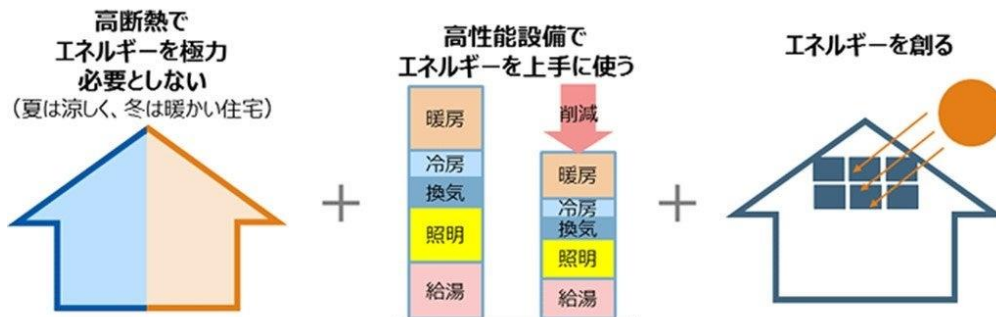 高断熱で
エネルギーを極力
必要としない
（夏は涼しく、冬は暖かい住宅）
高性能設備で
エネルギーを上手に使う
暖房
冷房
換気
照明
給湯
削減
暖房
冷房
換気
照明
給湯
エネルギーを創る